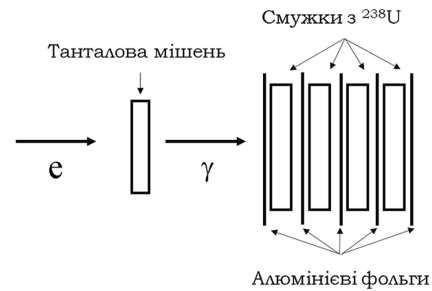 Смужки з ²³⁸U
Танталова мішень
e
γ
Алюмінієві фольги